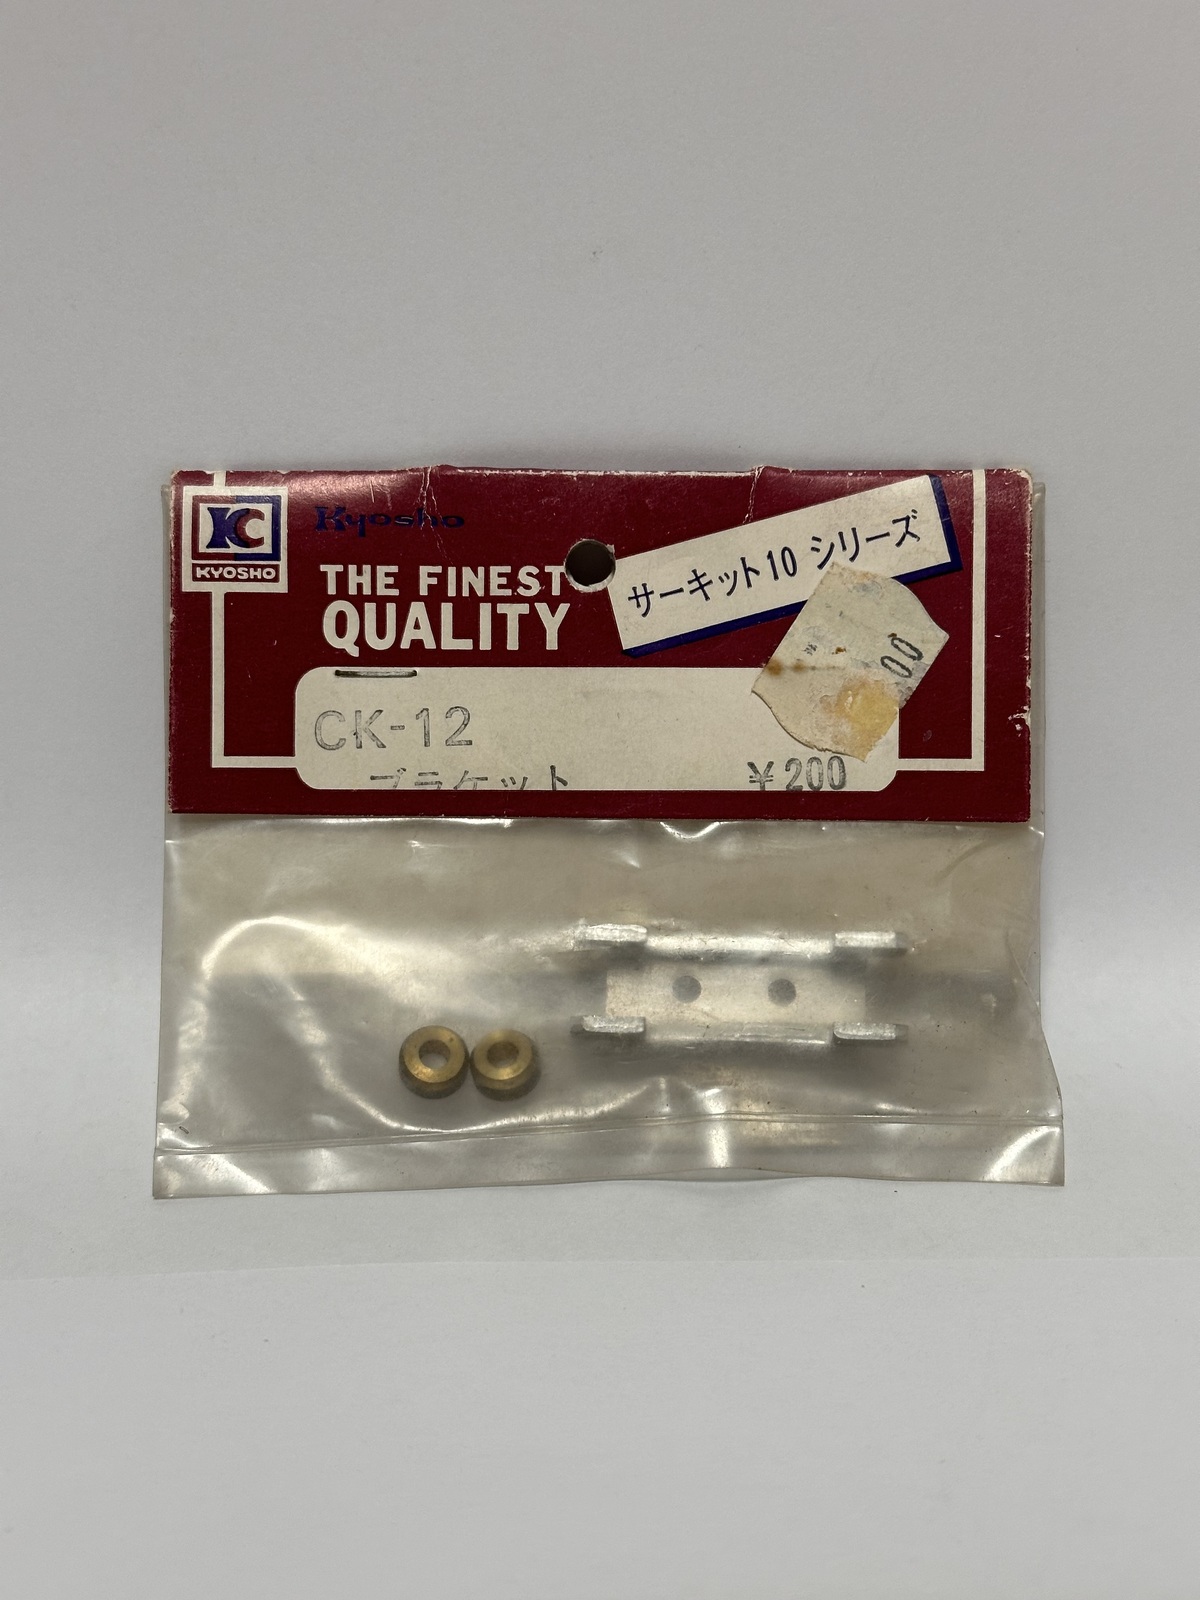 KC
KYOSHO
Kyosho
THE FINEST
QUALITY
サーキット10 シリーズ
00
CK-12
ブラケット
¥200